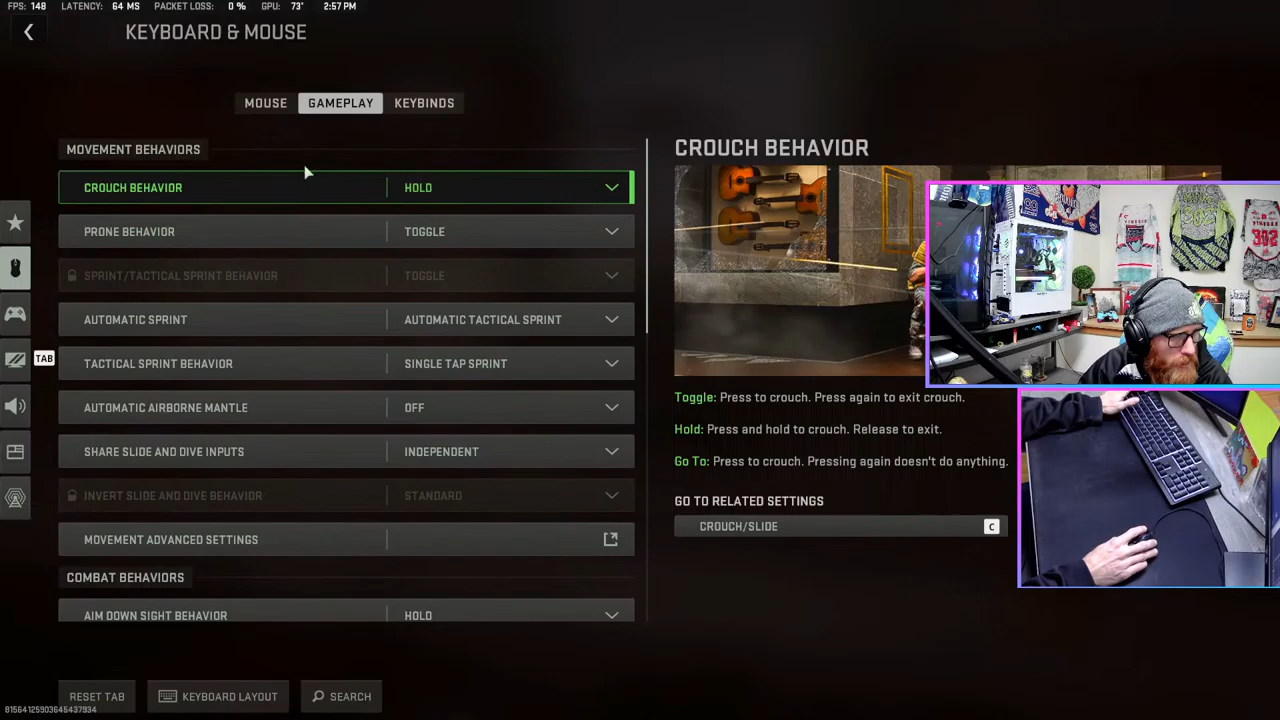 FPS: 148 LATENCY: 64 MS PACKET LOSS: 0 % GPU: 73° 2:57 PM
KEYBOARD & MOUSE
MOUSE GAMEPLAY KEYBINDS
MOVEMENT BEHAVIORS
CROUCH BEHAVIOR HOLD
PRONE BEHAVIOR TOGGLE
SPRINT/TACTICAL SPRINT BEHAVIOR TOGGLE
AUTOMATIC SPRINT AUTOMATIC TACTICAL SPRINT
TAB
TACTICAL SPRINT BEHAVIOR SINGLE TAP SPRINT
AUTOMATIC AIRBORNE MANTLE OFF
SHARE SLIDE AND DIVE INPUTS INDEPENDENT
INVERT SLIDE AND DIVE BEHAVIOR STANDARD
MOVEMENT ADVANCED SETTINGS
COMBAT BEHAVIORS
AIM DOWN SIGHT BEHAVIOR HOLD
CROUCH BEHAVIOR
Toggle: Press to crouch. Press again to exit crouch.
Hold: Press and hold to crouch. Release to exit.
Go To: Press to crouch. Pressing again doesn't do anything.
GO TO RELATED SETTINGS
CROUCH/SLIDE C
RESET TAB KEYBOARD LAYOUT SEARCH
81564125903645437934